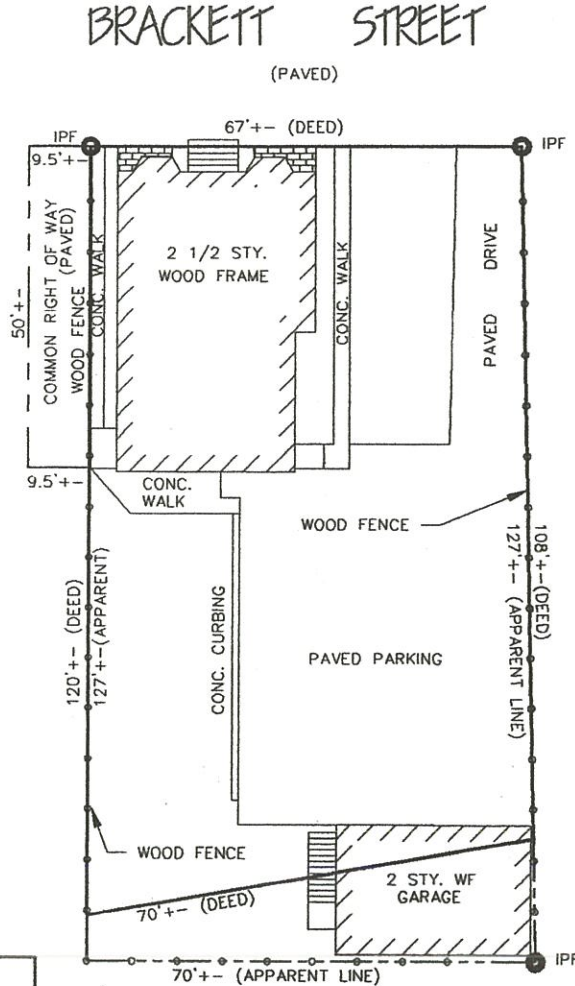 BRACKETT STREET
(PAVED)
67'+- (DEED)
IPF
IPF
9.5'+-
COMMON RIGHT OF WAY
(PAVED)
50'+-
WOOD FENCE
CONC. WALK
2 1/2 STY.
WOOD FRAME
CONC. WALK
PAVED DRIVE
9.5'+-
CONC.
WALK
WOOD FENCE
120'+- (DEED)
127'+-(APPARENT)
CONC. CURBING
PAVED PARKING
108'+-(DEED)
127'+- (APPARENT LINE)
WOOD FENCE
70'+- (DEED)
2 STY. WF
GARAGE
IPF
70'+- (APPARENT LINE)